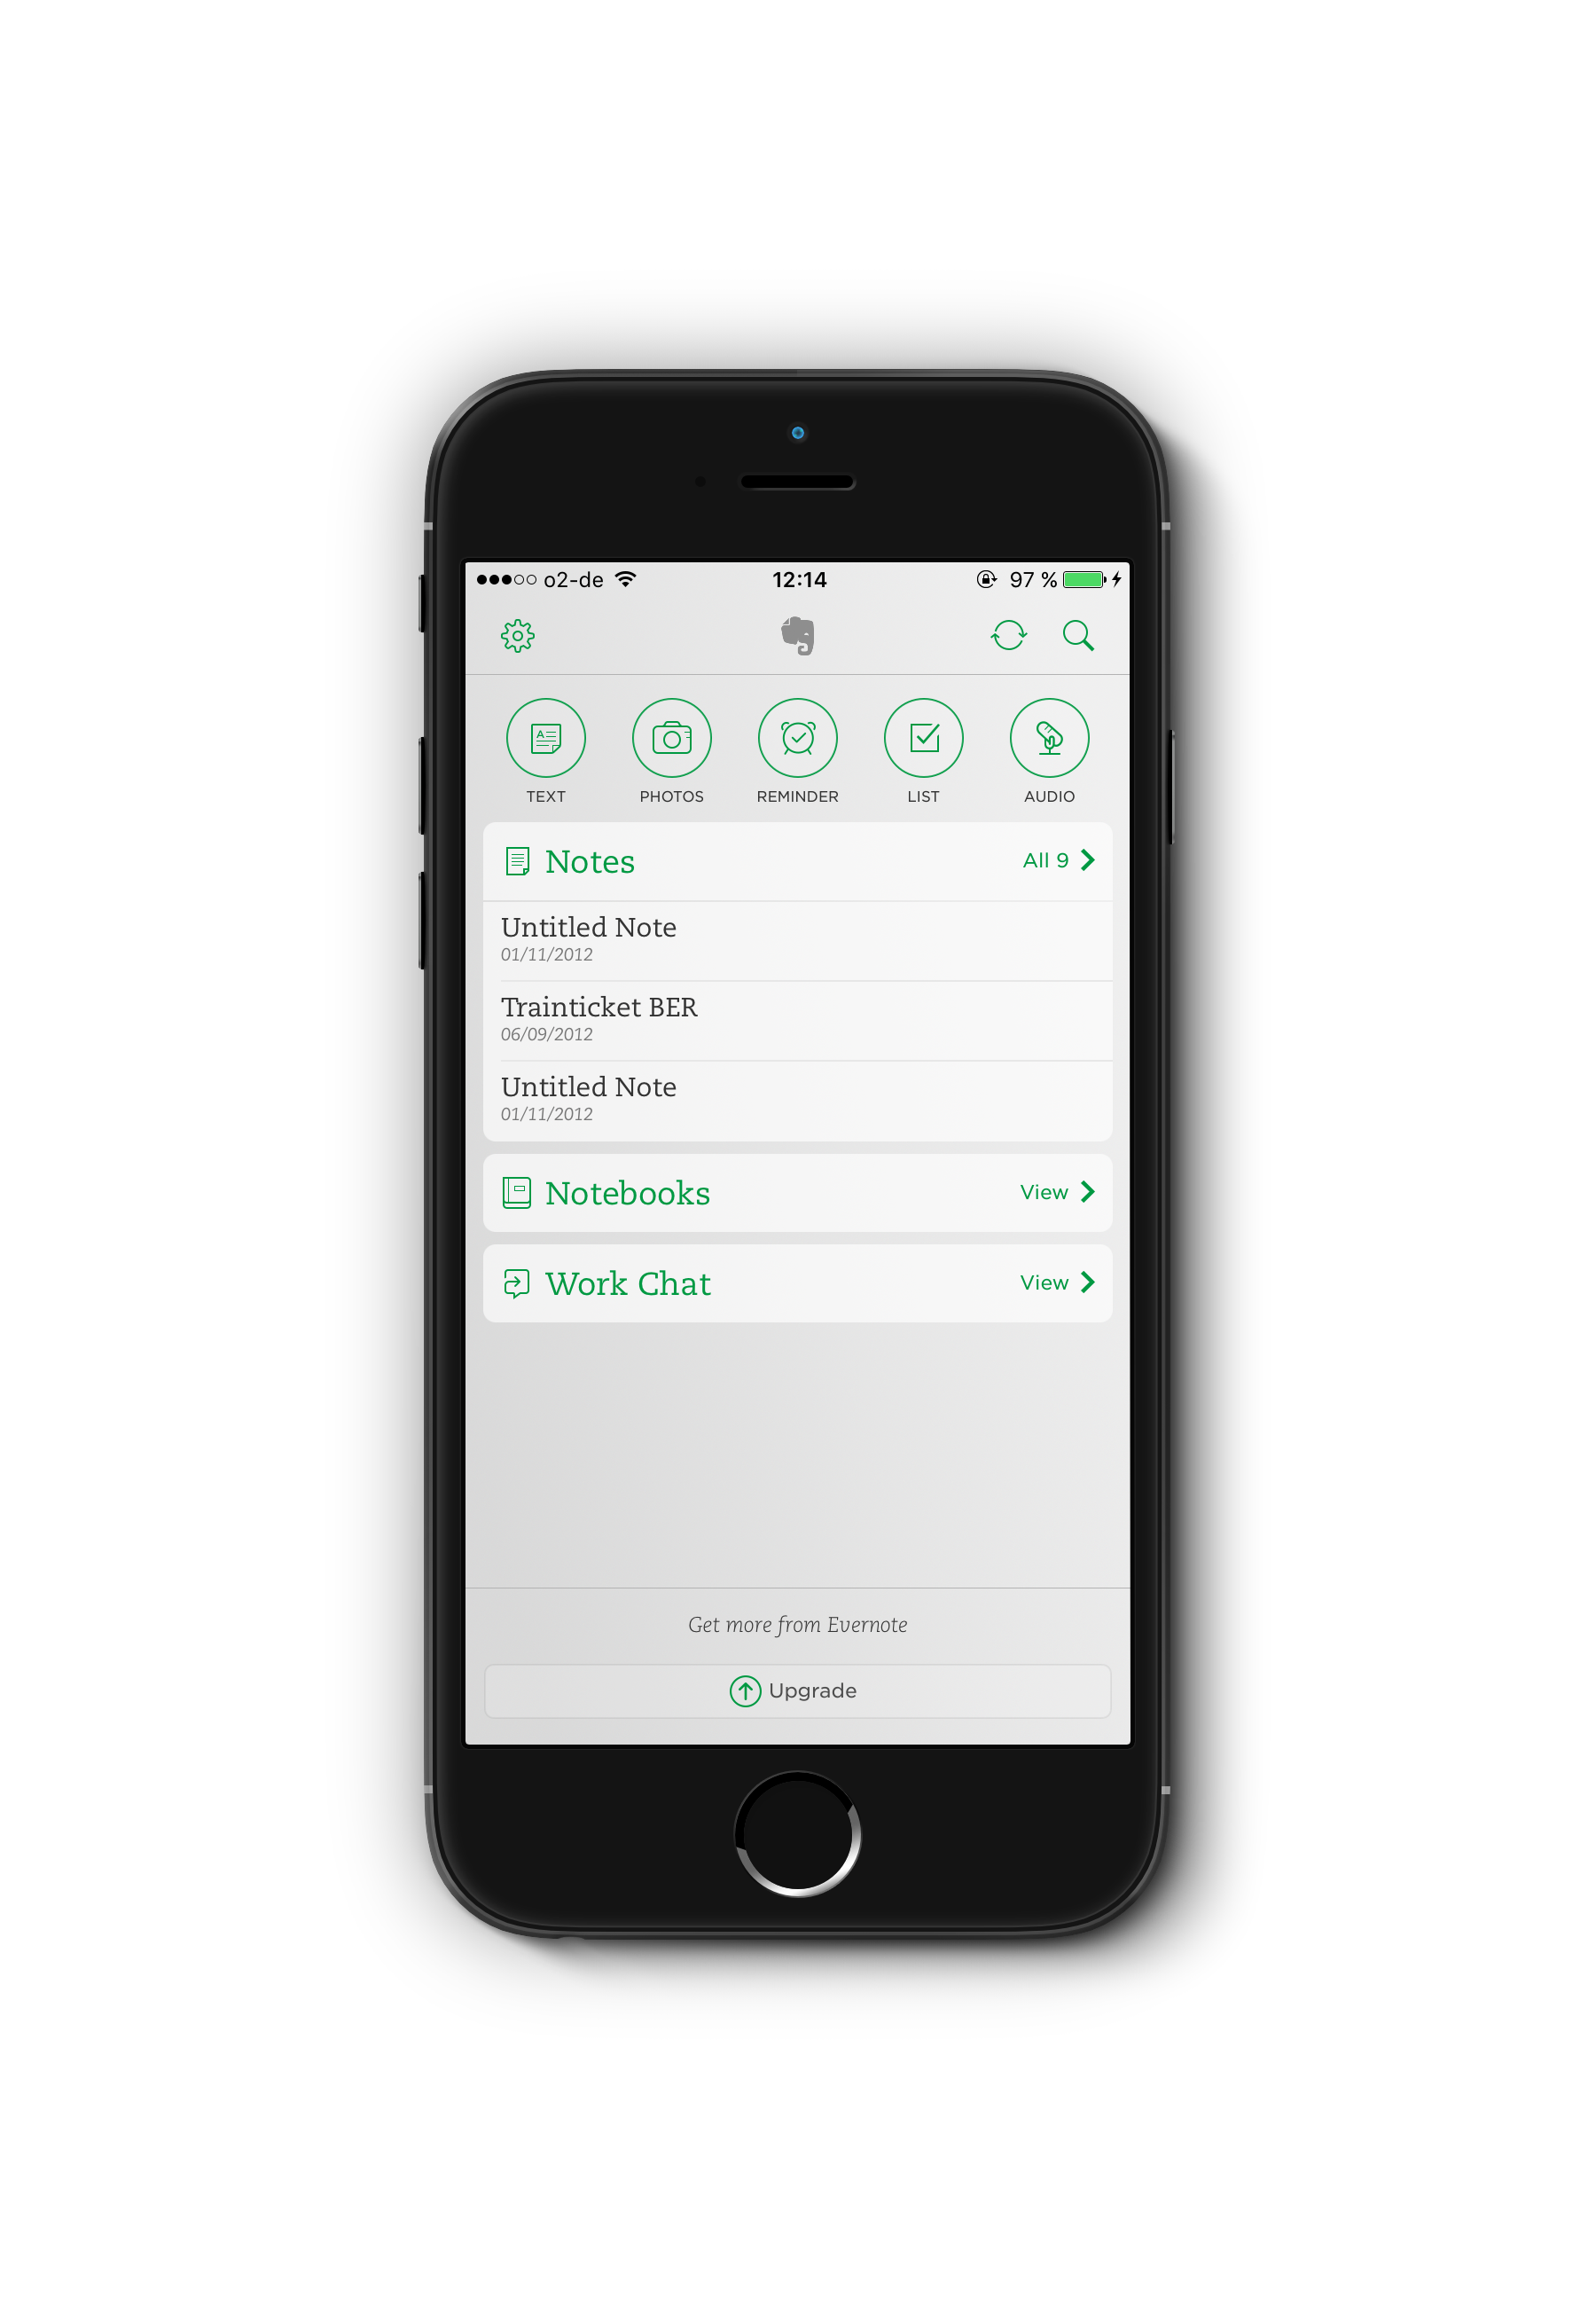 o2-de 12:14 97 %
TEXT PHOTOS REMINDER LIST AUDIO
Notes All 9
Untitled Note
01/11/2012
Trainticket BER
06/09/2012
Untitled Note
01/11/2012
Notebooks View
Work Chat View
Get more from Evernote
Upgrade